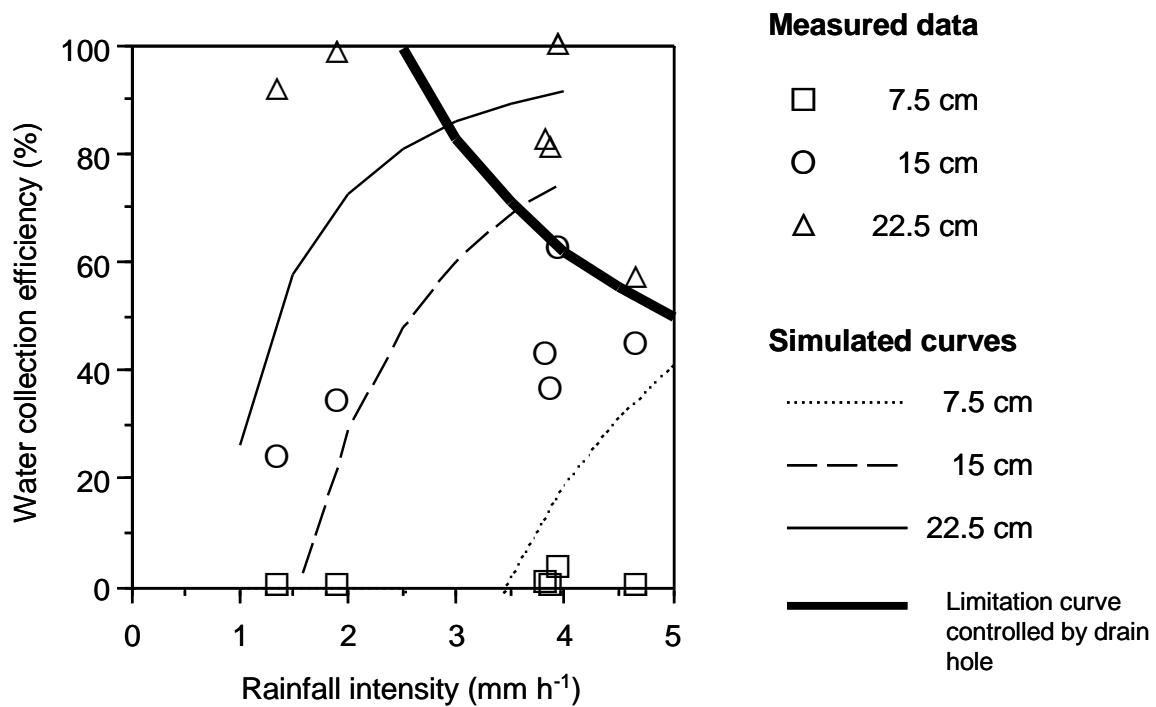 100
80
60
40
20
0
Water collection efficiency (%)
0 1 2 3 4 5
Rainfall intensity (mm h⁻¹)
Measured data
7.5 cm
15 cm
22.5 cm
Simulated curves
7.5 cm
15 cm
22.5 cm
Limitation curve
controlled by drain
hole